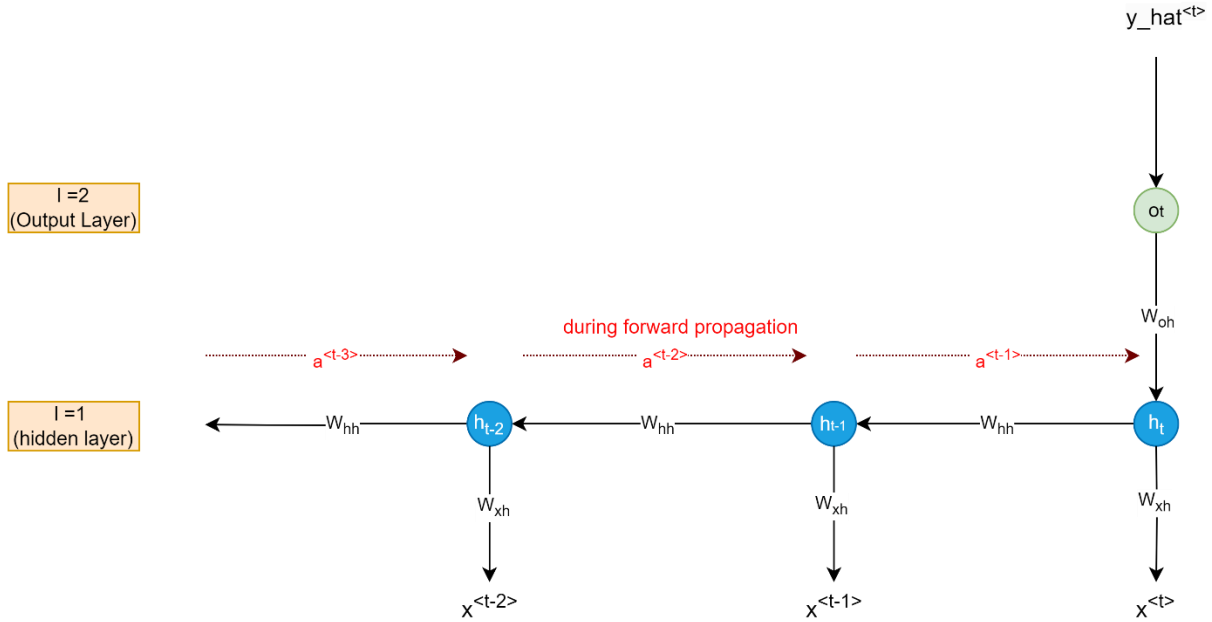 y_hat<t>
l =2
(Output Layer)
ot
Woh
during forward propagation
a<t-3>
a<t-2>
a<t-1>
l =1
(hidden layer)
Whh
ht-2
Whh
ht-1
Whh
ht
Wxh
Wxh
Wxh
x<t-2>
x<t-1>
x<t>